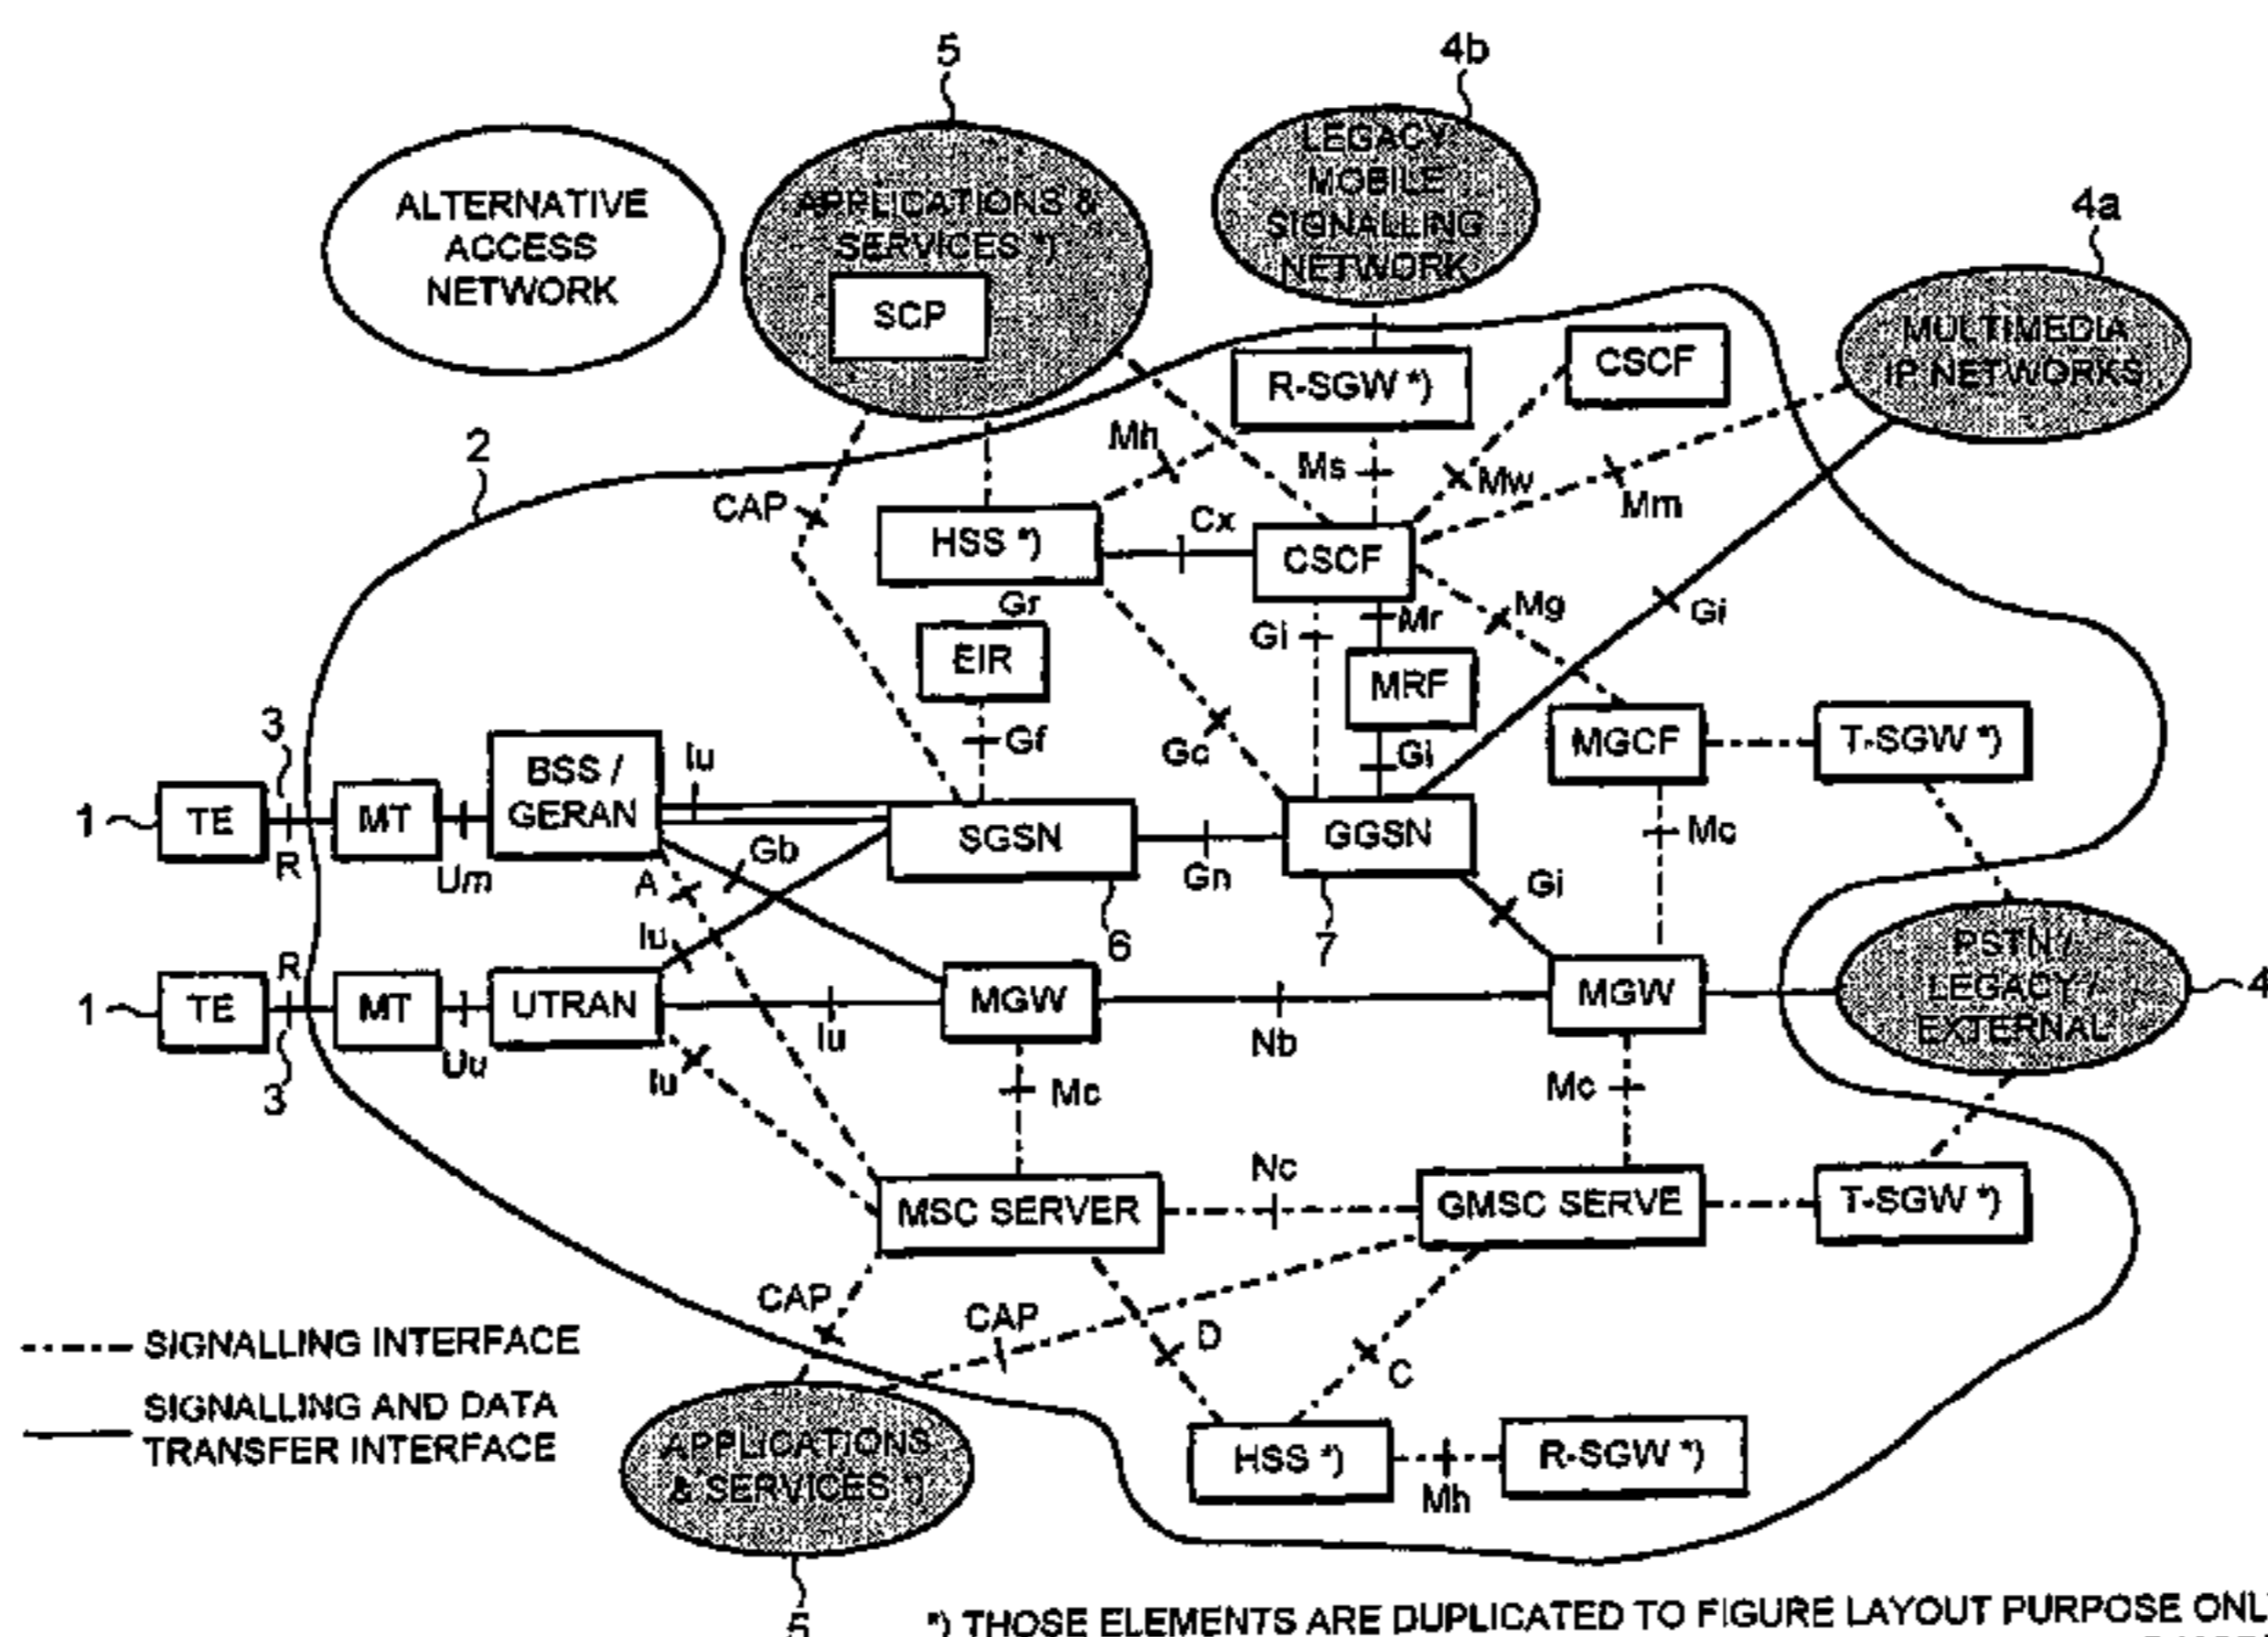 5
4b
ALTERNATIVE
ACCESS
NETWORK
APPLICATIONS &
SERVICES *)
SCP
LEGACY
MOBILE
SIGNALLING
NETWORK
4a
MULTIMEDIA
IP NETWORKS
R-SGW *)
CSCF
2
CAP
Mh
Ms
Mw
Mm
HSS *)
Cx
CSCF
Gr
EIR
Gf
Gc
Gi
Mr
MRF
Gi
Mg
Gi
MGCF
T-SGW *)
Mc
1
TE
3
R
MT
Um
BSS /
GERAN
Iu
SGSN
6
Gn
GGSN
7
Gi
A
Gb
Iu
1
TE
R
3
MT
Uu
UTRAN
Iu
Iu
MGW
Nb
MGW
PSTN /
LEGACY /
EXTERNAL
4
Mc
Mc
MSC SERVER
Nc
GMSC SERVE
T-SGW *)
CAP
CAP
D
C
SIGNALLING INTERFACE
SIGNALLING AND DATA
TRANSFER INTERFACE
APPLICATIONS
& SERVICES *)
HSS *)
Mh
R-SGW *)
5
*) THOSE ELEMENTS ARE DUPLICATED TO FIGURE LAYOUT PURPOSE ONL